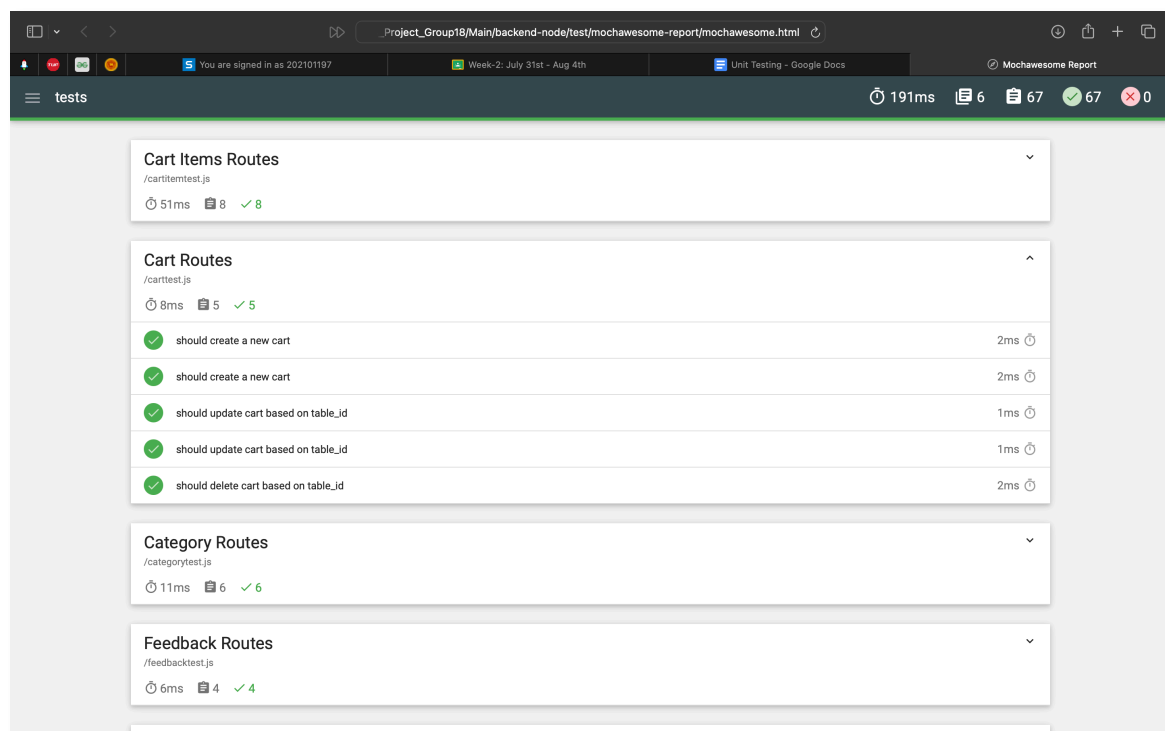 _Project_Group18/Main/backend-node/test/mochawesome-report/mochawesome.html
You are signed in as 202101197
Week-2: July 31st - Aug 4th
Unit Testing - Google Docs
Mochawesome Report
tests
191ms 6 67 67 0
Cart Items Routes
/cartitemtest.js
51ms 8 8
Cart Routes
/carttest.js
8ms 5 5
should create a new cart 2ms
should create a new cart 2ms
should update cart based on table_id 1ms
should update cart based on table_id 1ms
should delete cart based on table_id 2ms
Category Routes
/categorytest.js
11ms 6 6
Feedback Routes
/feedbacktest.js
6ms 4 4